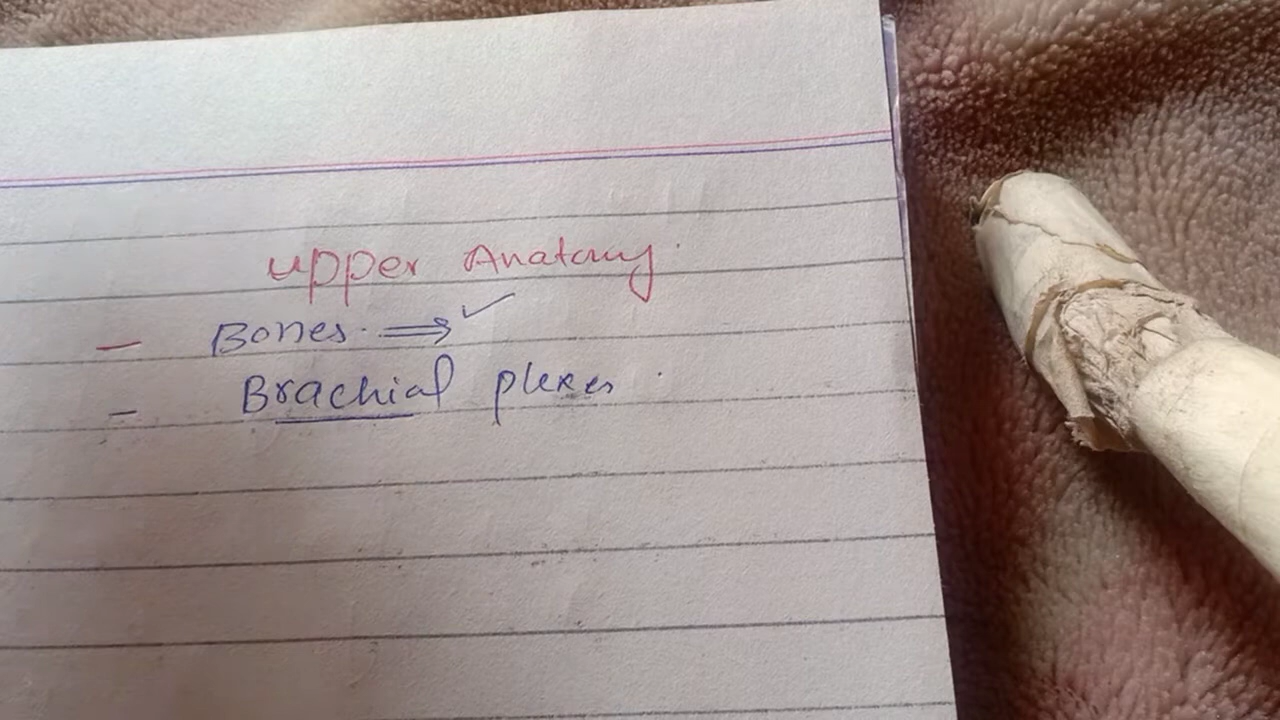 upper Anatomy.
- Bones. ⇒ ✓
- Brachial plexes.